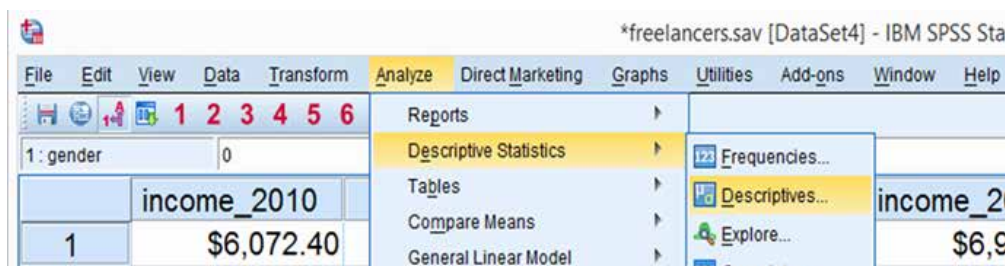 *freelancers.sav [DataSet4] - IBM SPSS Sta
File Edit View Data Transform Analyze Direct Marketing Graphs Utilities Add-ons Window Help
1 2 3 4 5 6
Reports
1 : gender 0 Descriptive Statistics Frequencies...
Tables Descriptives...
income_2010 income_2
Compare Means Explore...
1 $6,072.40 $6,9
General Linear Model